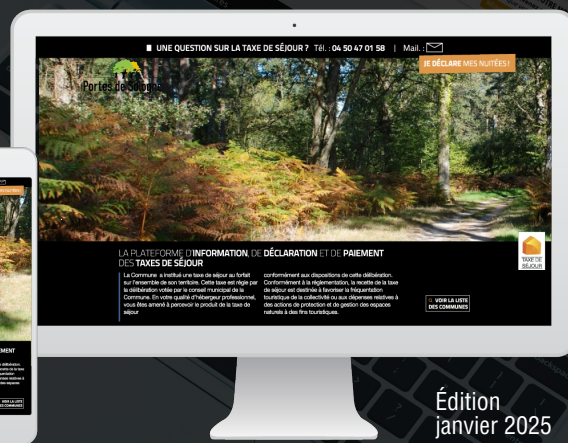 UNE QUESTION SUR LA TAXE DE SÉJOUR ? Tél. : 04 50 47 01 58 | Mail. :
JE DÉCLARE MES NUITÉES !
Portes de Sologne
LA PLATEFORME D'INFORMATION, DE DÉCLARATION ET DE PAIEMENT
DES TAXES DE SÉJOUR
La Commune a institué une taxe de séjour au forfait
sur l'ensemble de son territoire. Cette taxe est régie par
la délibération votée par le conseil municipal de la
Commune. En votre qualité d'hébergeur professionnel,
vous êtes amené à percevoir le produit de la taxe de
séjour
conformément aux dispositions de cette délibération.
Conformément à la réglementation, la recette de la taxe
de séjour est destinée à favoriser la fréquentation
touristique de la collectivité ou aux dépenses relatives à
des actions de protection et de gestion des espaces
naturels à des fins touristiques.
TAXE DE
SÉJOUR
VOIR LA LISTE
DES COMMUNES
Édition
janvier 2025